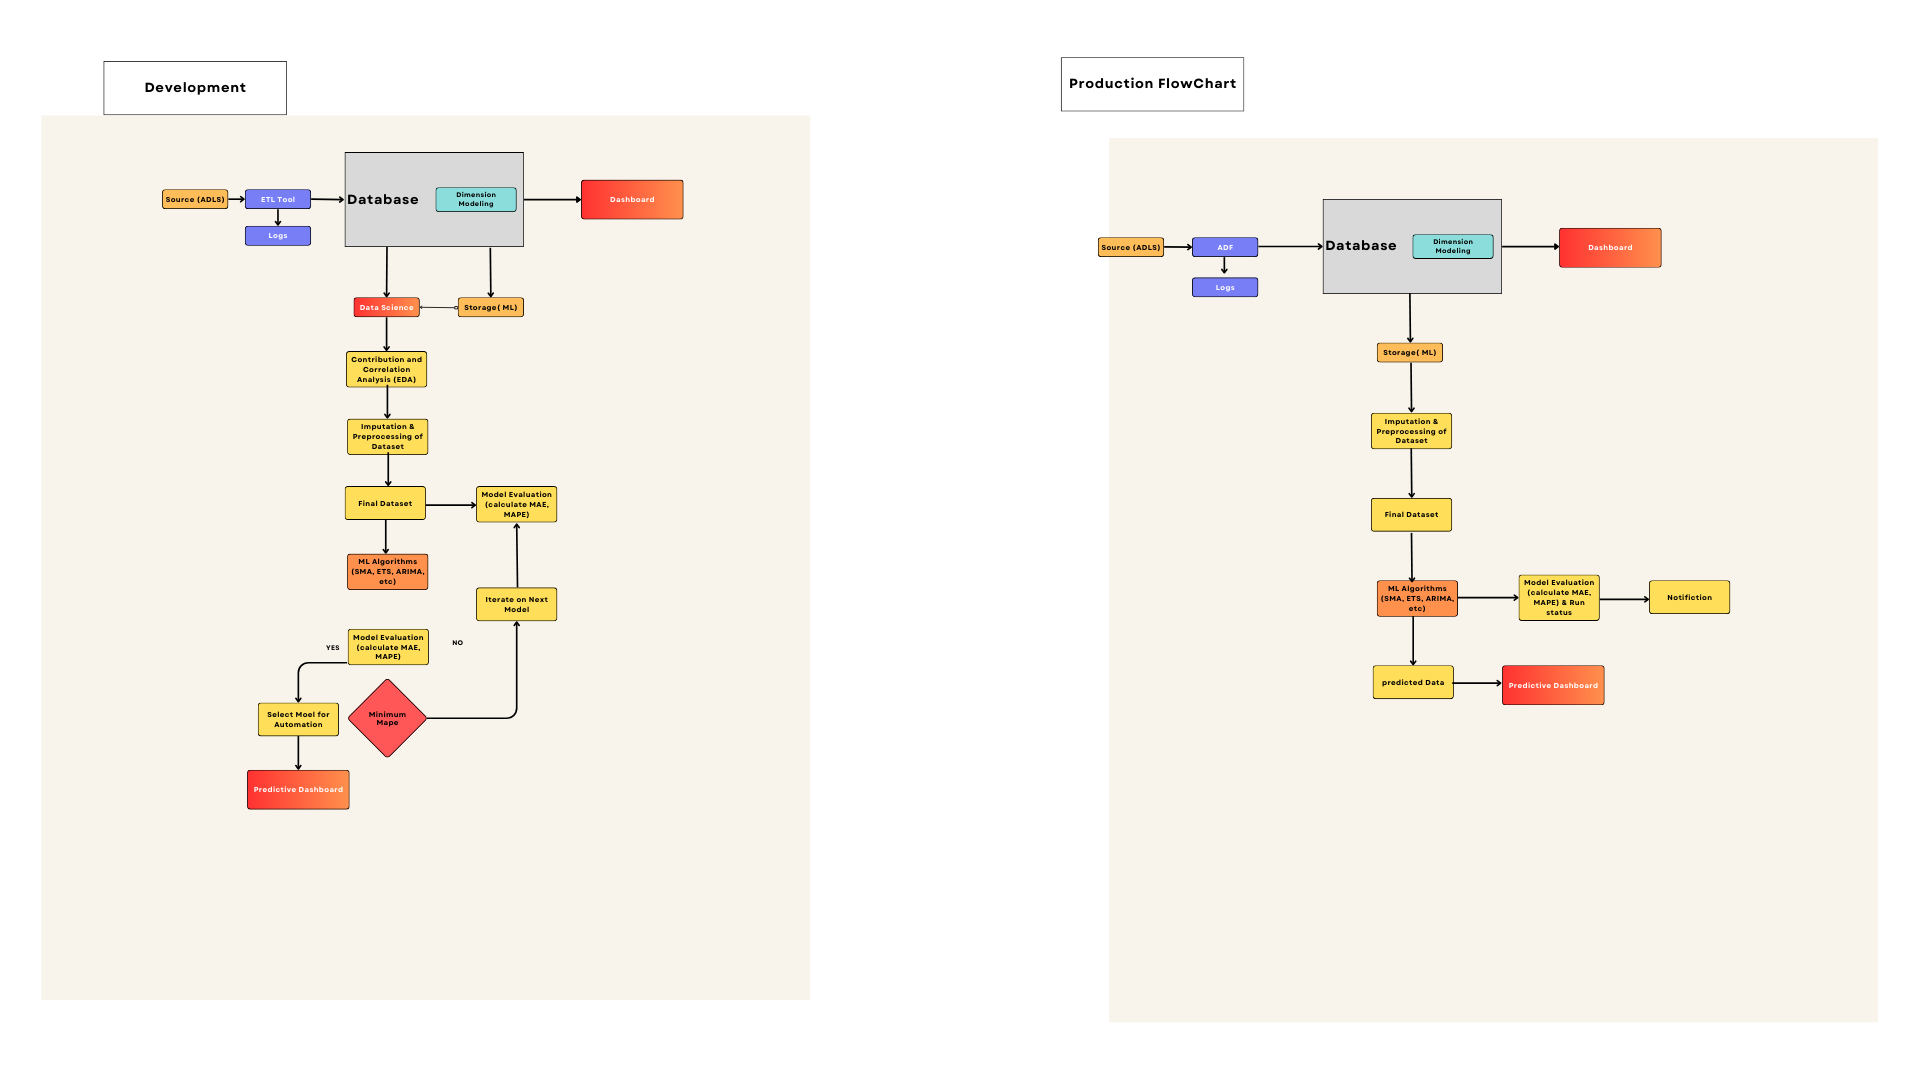 Development
Source (ADLS)
ETL Tool
Logs
Database
Dimension
Modeling
Dashboard
Data Science
Storage( ML)
Contribution and
Correlation
Analysis (EDA)
Imputation &
Preprocessing of
Dataset
Final Dataset
Model Evaluation
(calculate MAE,
MAPE)
ML Algorithms
(SMA, ETS, ARIMA,
etc)
Iterate on Next
Model
YES
Model Evaluation
(calculate MAE,
MAPE)
NO
Select Moel for
Automation
Minimum
Mape
Predictive Dashboard
Production FlowChart
Source (ADLS)
ADF
Logs
Database
Dimension
Modeling
Dashboard
Storage( ML)
Imputation &
Preprocessing of
Dataset
Final Dataset
ML Algorithms
(SMA, ETS, ARIMA,
etc)
Model Evaluation
(calculate MAE,
MAPE) & Run
status
Notifiction
predicted Data
Predictive Dashboard